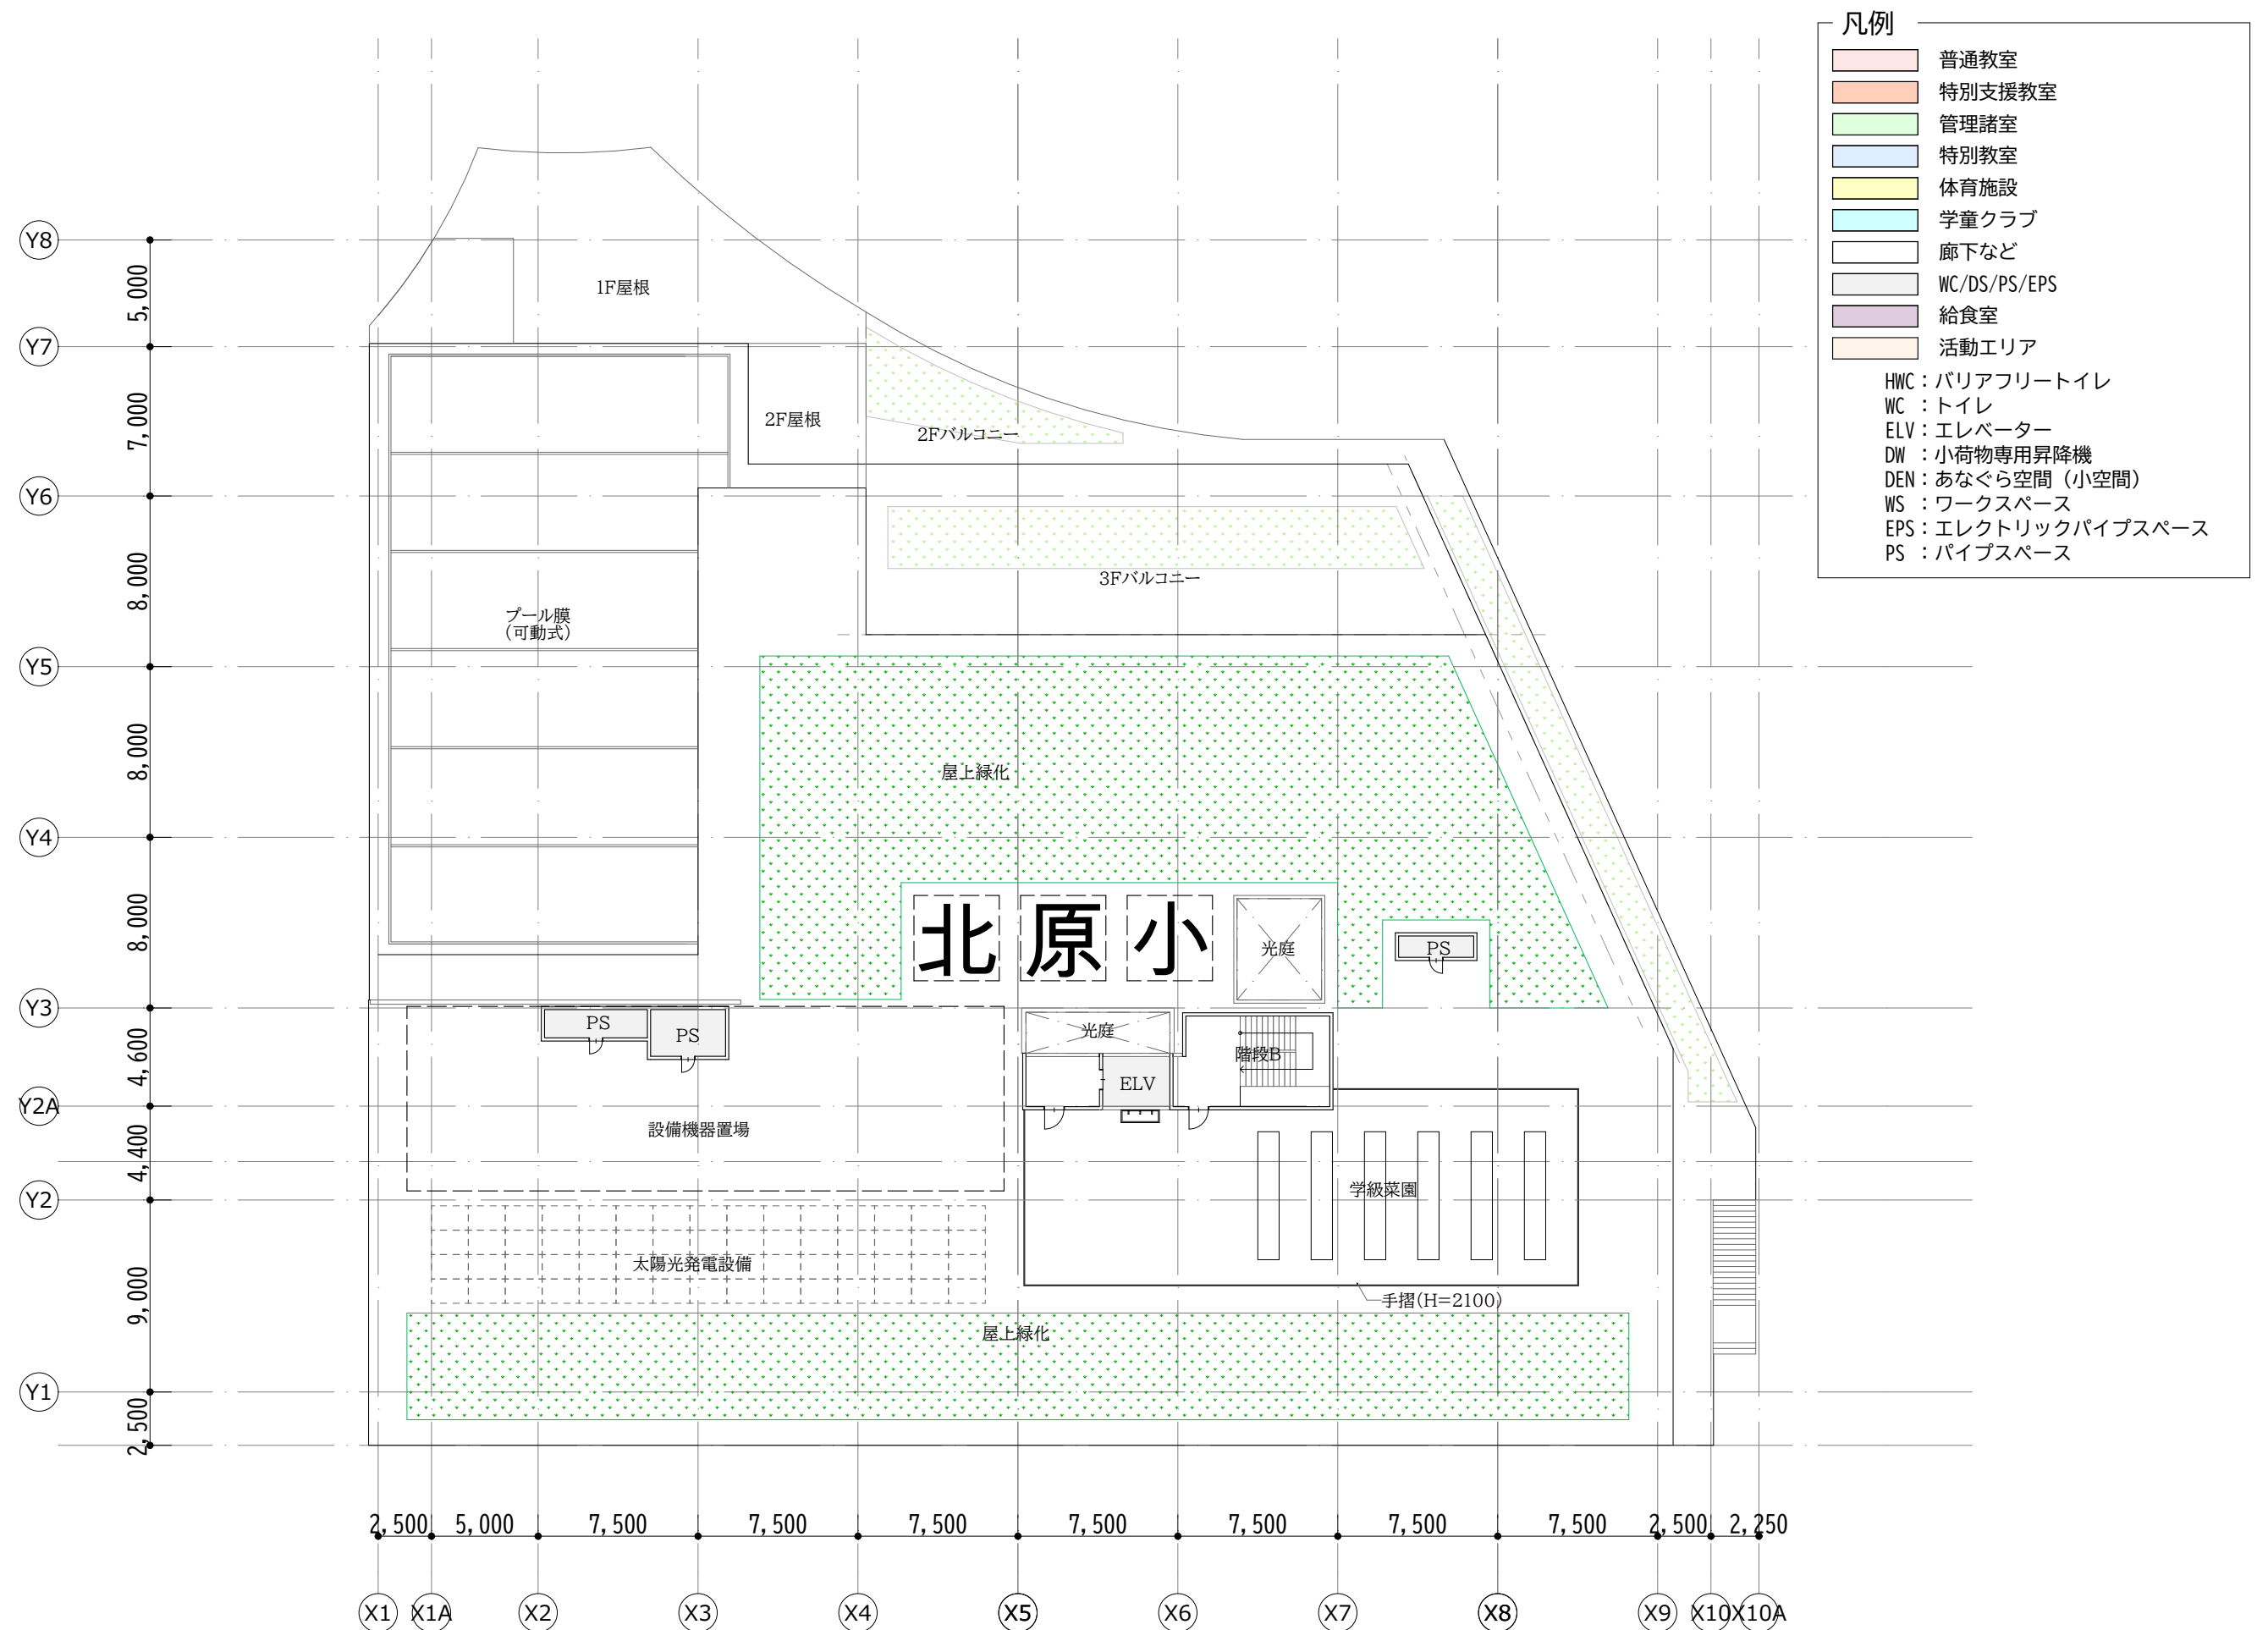 凡例
普通教室
特別支援教室
管理諸室
特別教室
体育施設
学童クラブ
廊下など
WC/DS/PS/EPS
給食室
活動エリア
HWC：バリアフリートイレ
WC ：トイレ
ELV：エレベーター
DW ：小荷物専用昇降機
DEN：あなぐら空間（小空間）
WS ：ワークスペース
EPS：エレクトリックパイプスペース
PS ：パイプスペース
Y8
5,000
Y7
7,000
Y6
8,000
Y5
8,000
Y4
8,000
Y3
4,600
Y2A
4,400
Y2
9,000
Y1
2,500
1F屋根
2F屋根
2Fバルコニー
3Fバルコニー
プール膜
（可動式）
屋上緑化
北原小
光庭
PS
PS
PS
光庭
階段B
ELV
設備機器置場
学級菜園
太陽光発電設備
手摺(H=2100)
屋上緑化
2,500 5,000 7,500 7,500 7,500 7,500 7,500 7,500 7,500 2,500 2,250
X1 X1A X2 X3 X4 X5 X6 X7 X8 X9 X10 X10A